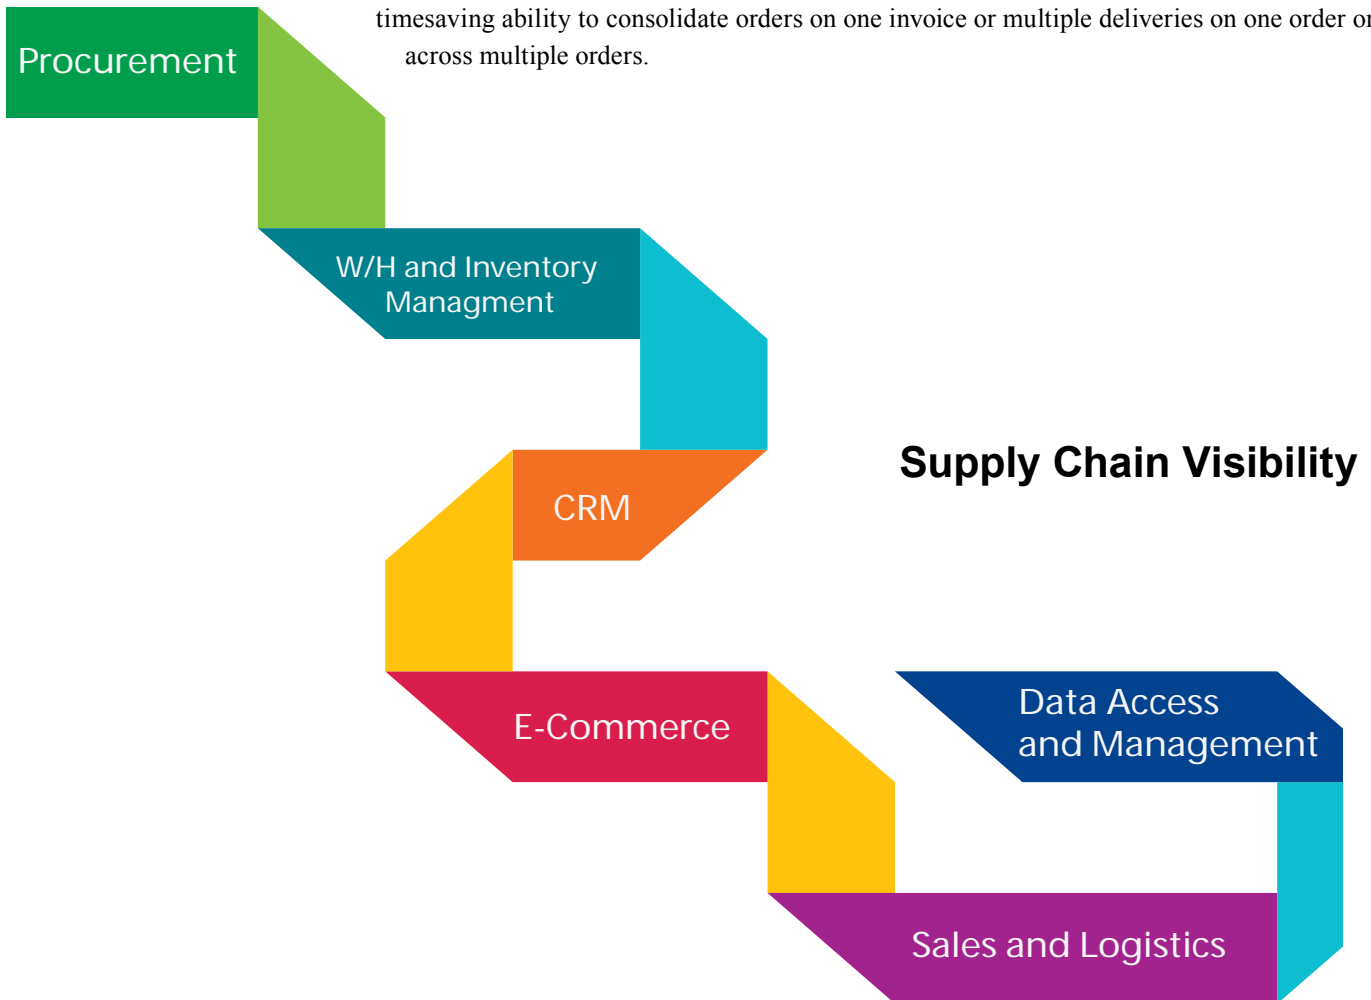 timesaving ability to consolidate orders on one invoice or multiple deliveries on one order or
across multiple orders.
Procurement
W/H and Inventory
Managment
Supply Chain Visibility
CRM
E-Commerce
Data Access
and Management
Sales and Logistics